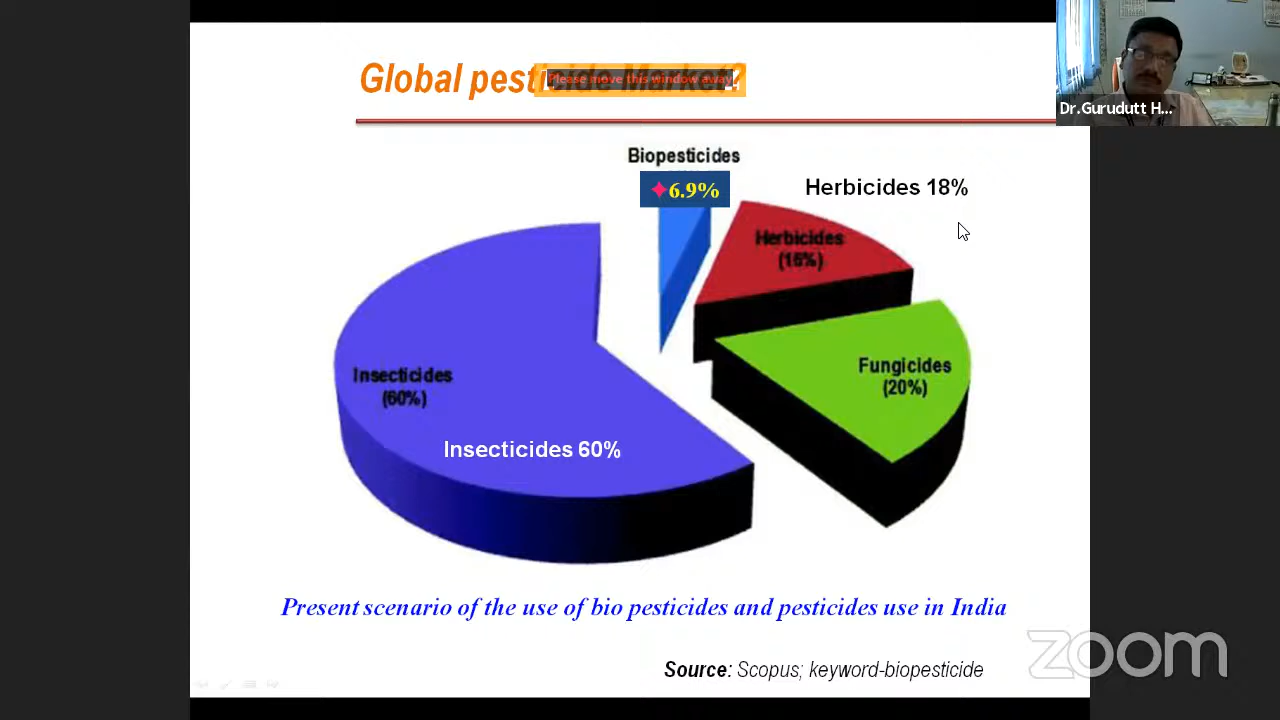 Global pesticide Market?
Please move this window away
Dr.Gurudutt H...
Biopesticides
6.9%
Herbicides 18%
Herbicides
(16%)
Fungicides
(20%)
Insecticides
(60%)
Insecticides 60%
Present scenario of the use of bio pesticides and pesticides use in India
zoom
Source: Scopus; keyword-biopesticide